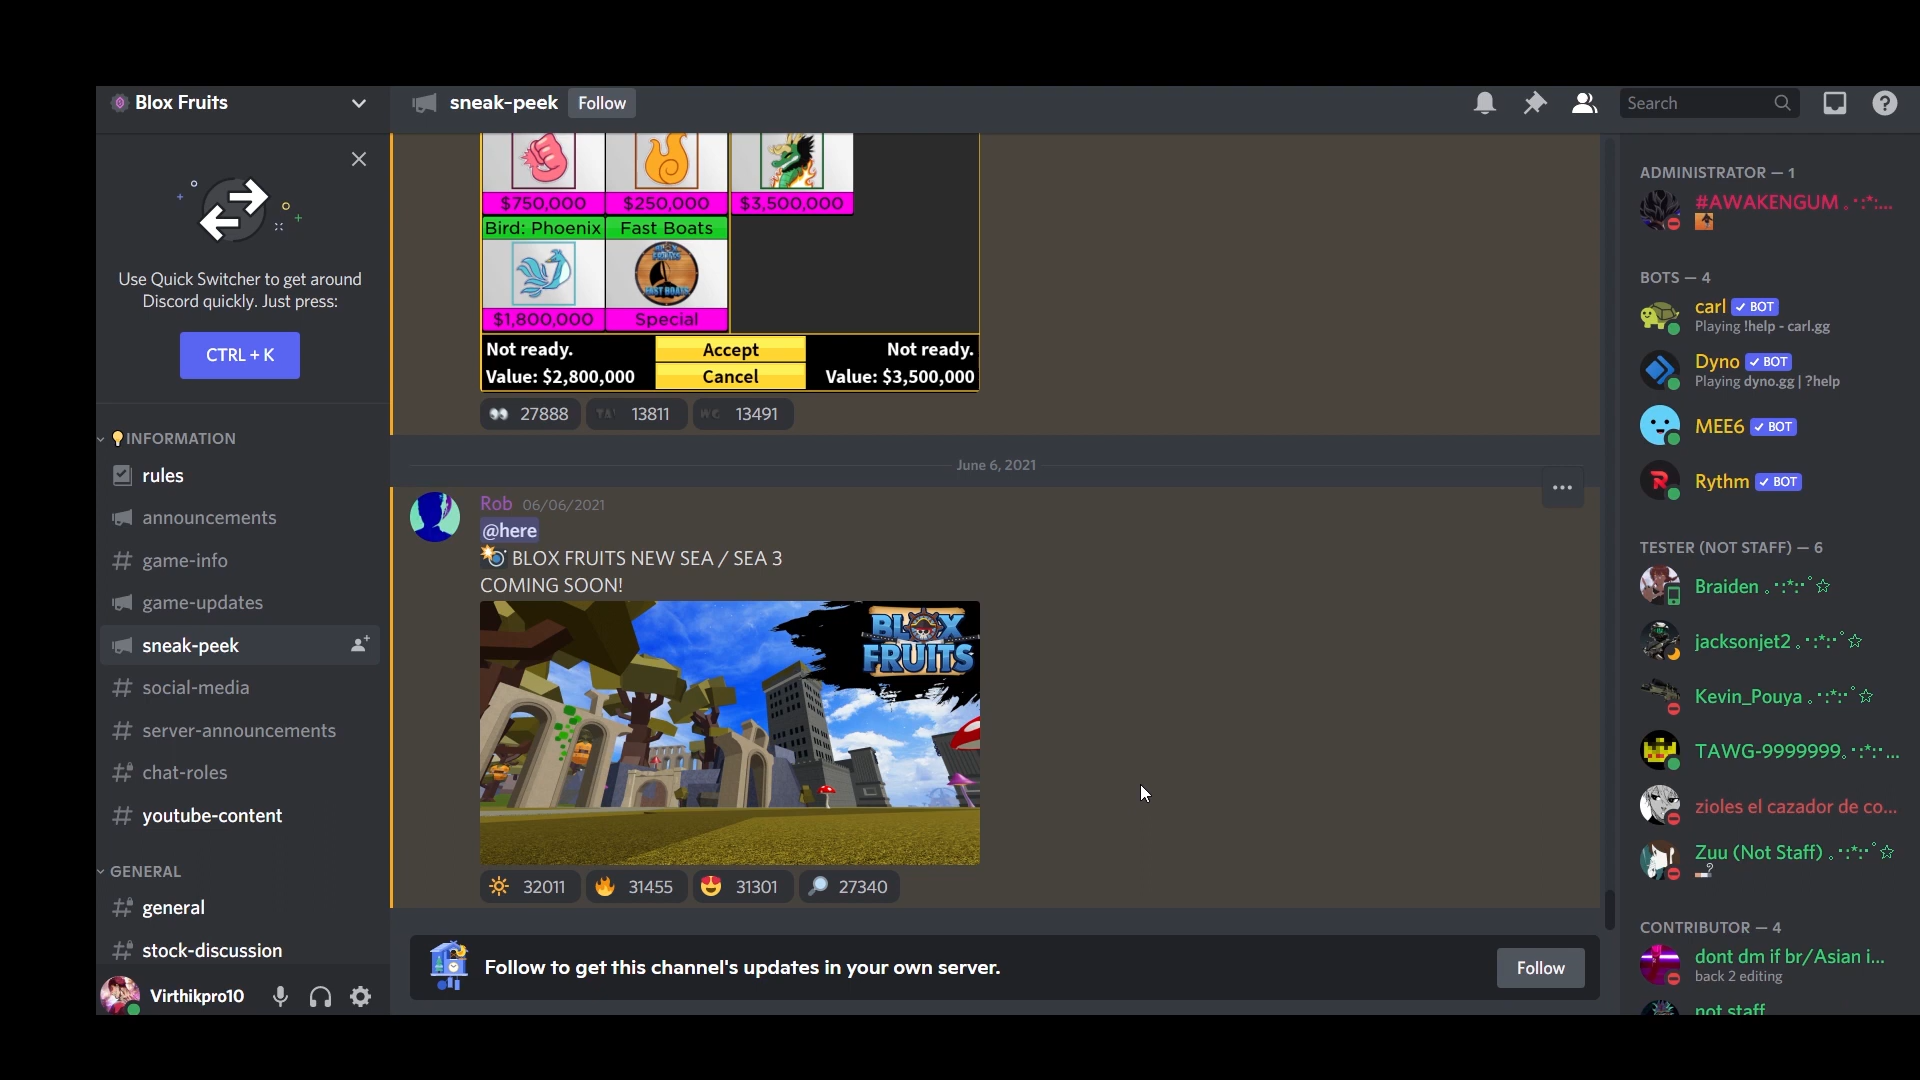 Blox Fruits
sneak-peek
Follow
Search
Use Quick Switcher to get around
Discord quickly. Just press:
CTRL + K
INFORMATION
rules
announcements
game-info
game-updates
sneak-peek
social-media
server-announcements
chat-roles
youtube-content
GENERAL
general
stock-discussion
Virthikpro10
$750,000 $250,000 $3,500,000
Bird: Phoenix Fast Boats
BLOX
FRUITS
FAST BOATS
$1,800,000 Special
Not ready. Accept Not ready.
Value: $2,800,000 Cancel Value: $3,500,000
27888 13811 13491
June 6, 2021
Rob 06/06/2021
@here
BLOX FRUITS NEW SEA / SEA 3
COMING SOON!
BLOX
FRUITS
32011 31455 31301 27340
Follow to get this channel's updates in your own server.
Follow
ADMINISTRATOR — 1
#AWAKENGUM ｡･:*:...
BOTS — 4
carl BOT
Playing !help - carl.gg
Dyno BOT
Playing dyno.gg | ?help
MEE6 BOT
Rythm BOT
TESTER (NOT STAFF) — 6
Braiden ｡･:*:･ﾟ☆
jacksonjet2 ｡･:*:･ﾟ☆
Kevin_Pouya ｡･:*:･ﾟ☆
TAWG-9999999｡･:*:･...
zioles el cazador de co...
Zuu (Not Staff) ｡･:*:･ﾟ☆
CONTRIBUTOR — 4
dont dm if br/Asian i...
back 2 editing
not staff